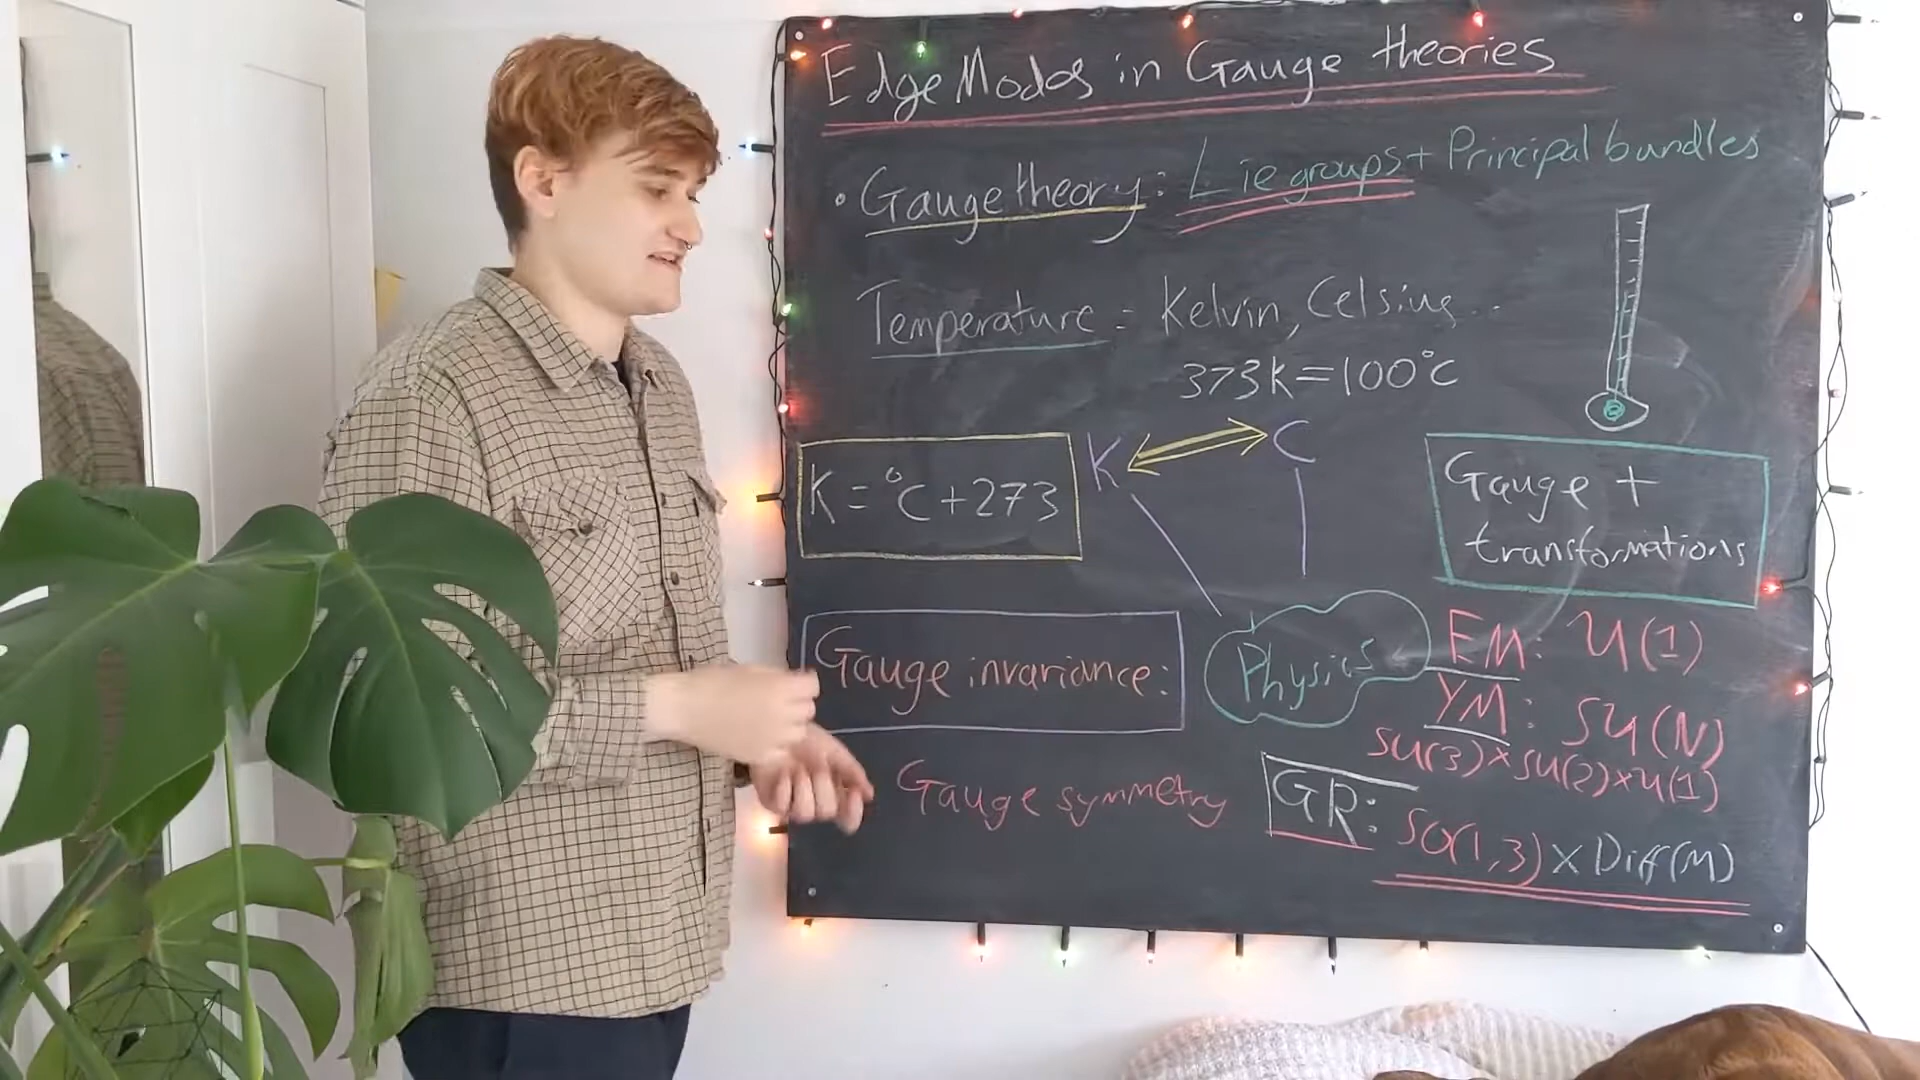 Edge Modes in Gauge theories
• Gauge theory: Lie groups + Principal bundles
Temperature = Kelvin, Celsius...
373K=100°C
K ⟷ C
K = °C +273
Gauge +
transformations
Gauge invariance:
Physics
EM: U(1)
YM: SU(N)
SU(3)×SU(2)×U(1)
Gauge symmetry
GR: SO(1,3) × Diff(M)